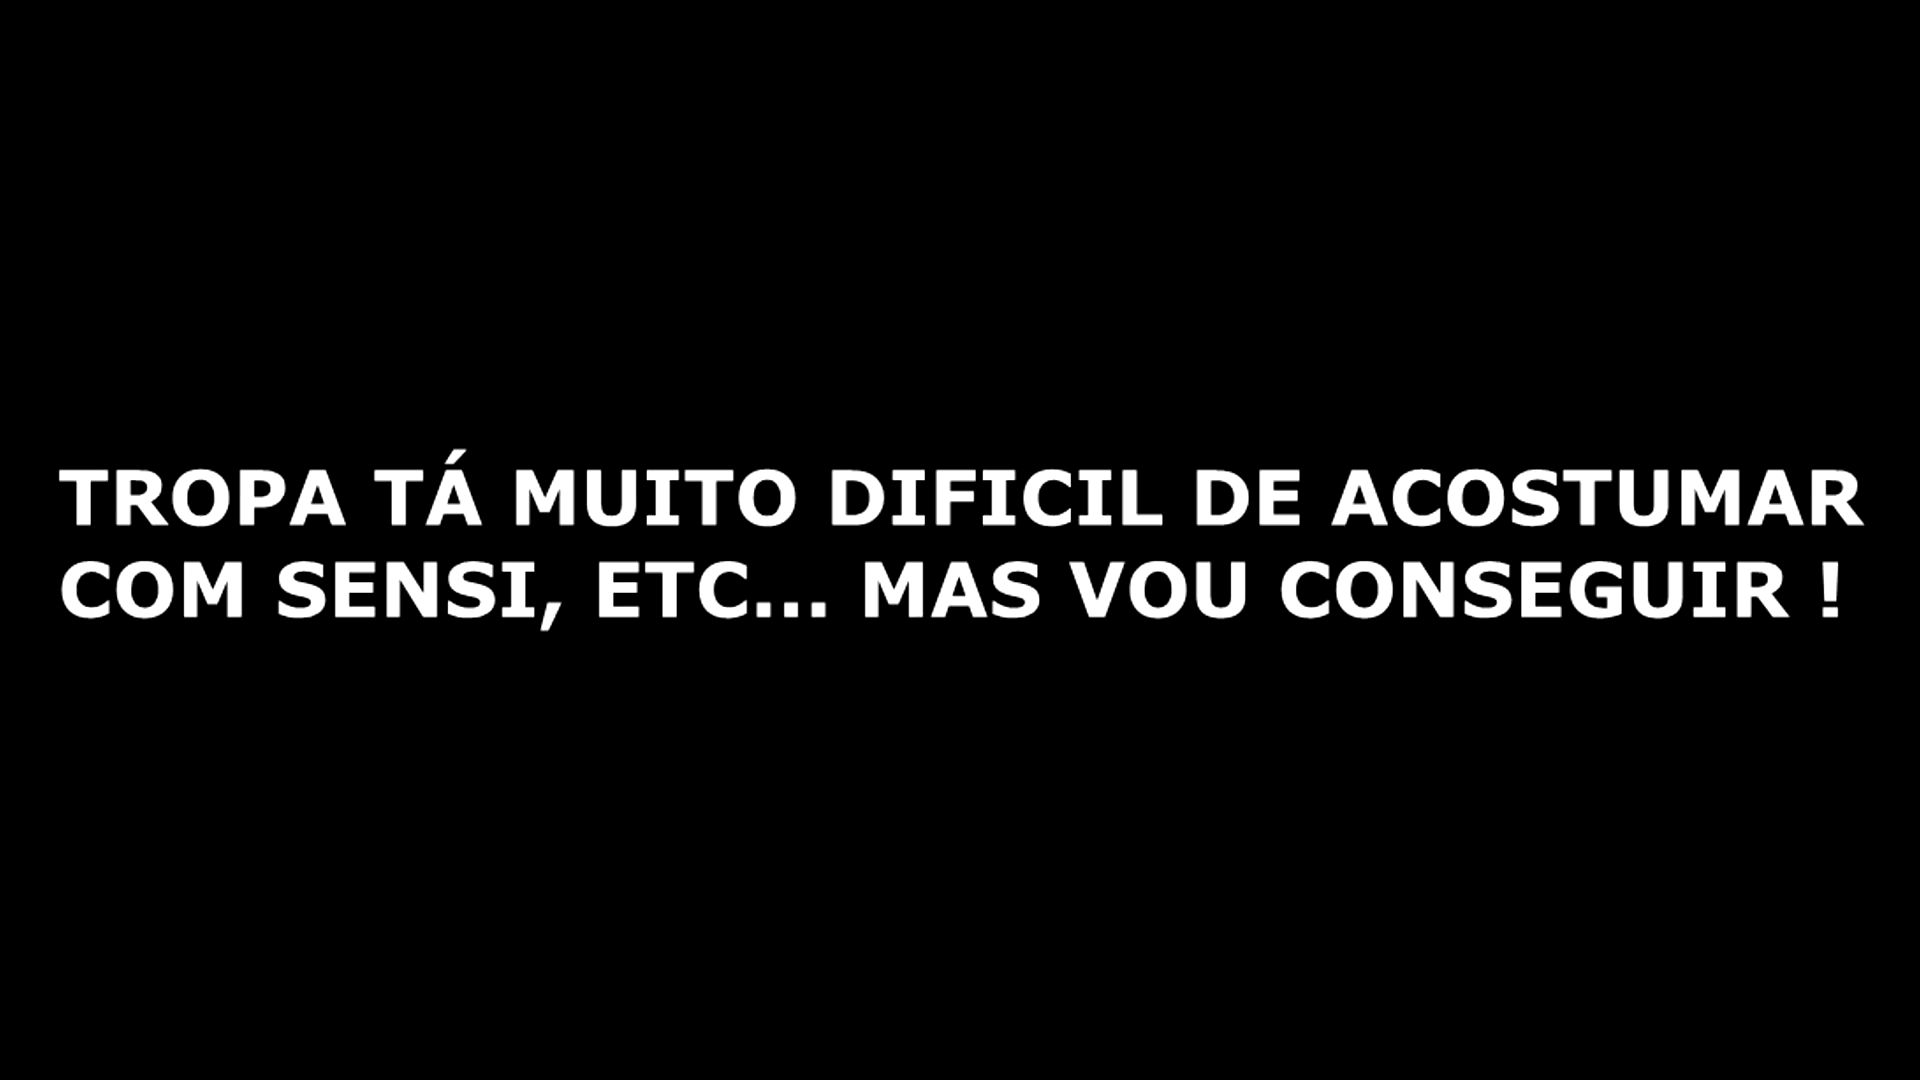 TROPA TÁ MUITO DIFICIL DE ACOSTUMAR
COM SENSI, ETC... MAS VOU CONSEGUIR !